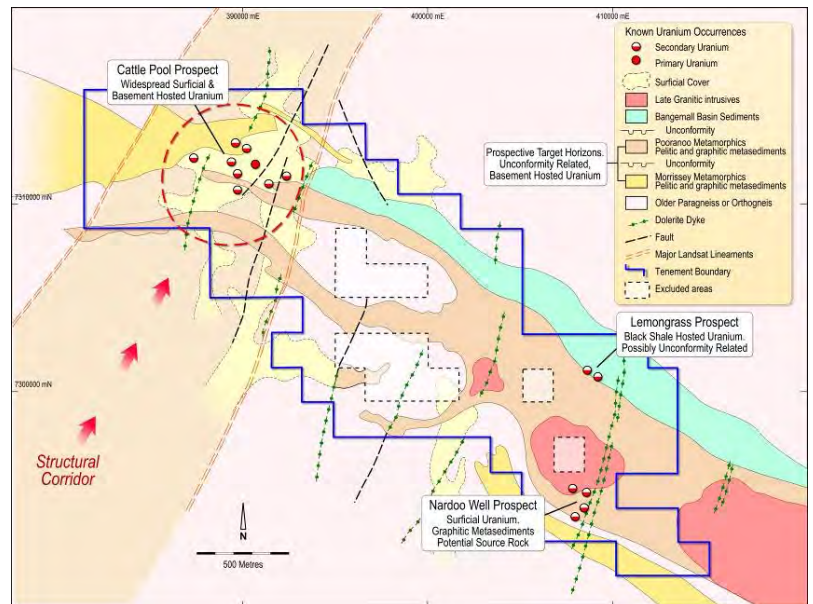 390000 mE
400000 mE
410000 mE
7310000 mN
7300000 mN
Cattle Pool Prospect
Widespread Surficial &
Basement Hosted Uranium
Known Uranium Occurrences
Secondary Uranium
Primary Uranium
Surficial Cover
Late Granitic intrusives
Bangemall Basin Sediments
Unconformity
Pooranoo Metamorphics
Pelitic and graphitic metasediments
Unconformity
Morrissey Metamorphics
Pelitic and graphitic metasediments
Older Paragneiss or Orthogneis
Dolerite Dyke
Fault
Major Landsat Lineaments
Tenement Boundary
Excluded areas
Prospective Target Horizons.
Unconformity Related,
Basement Hosted Uranium
Lemongrass Prospect
Black Shale Hosted Uranium.
Possibly Unconformity Related
Structural
Corridor
Nardoo Well Prospect
Surficial Uranium.
Graphitic Metasediments
Potential Source Rock
N
500 Metres